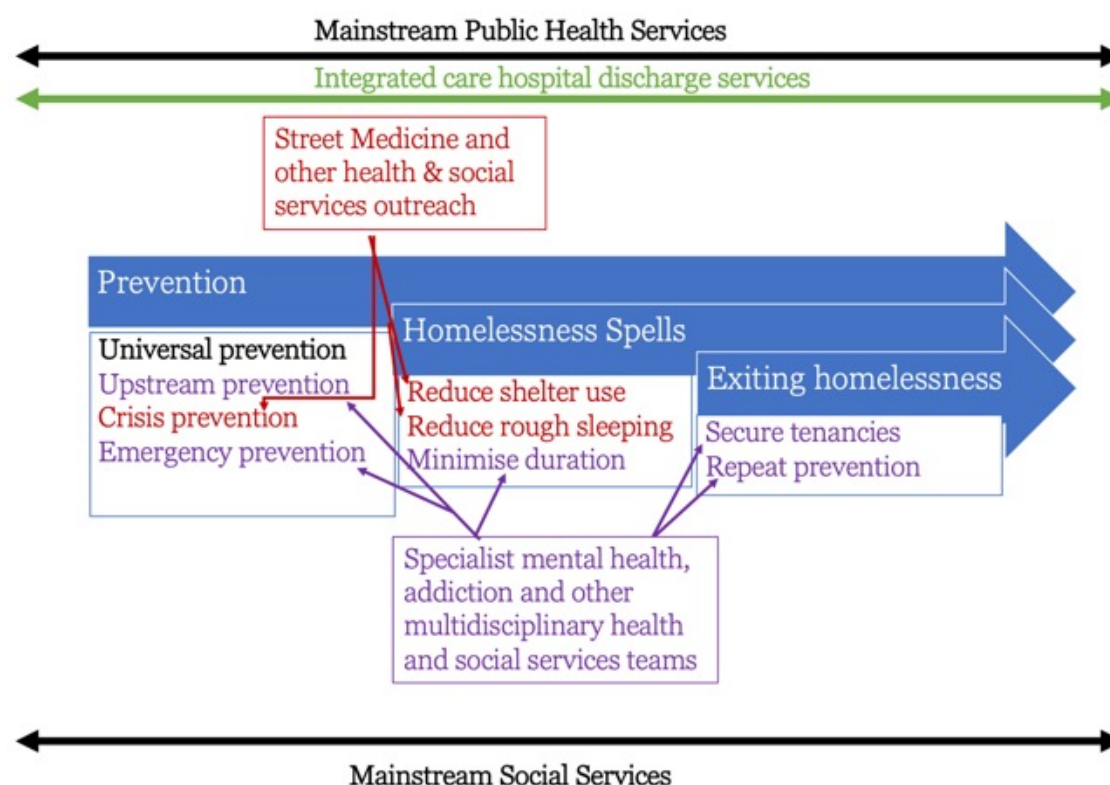 Mainstream Public Health Services
Integrated care hospital discharge services
Street Medicine and
other health & social
services outreach
Prevention
Universal prevention
Upstream prevention
Crisis prevention
Emergency prevention
Homelessness Spells
Reduce shelter use
Reduce rough sleeping
Minimise duration
Exiting homelessness
Secure tenancies
Repeat prevention
Specialist mental health,
addiction and other
multidisciplinary health
and social services teams
Mainstream Social Services